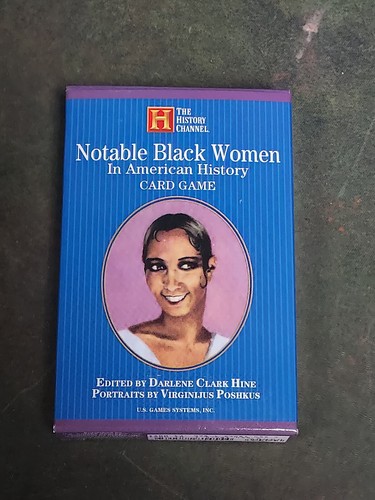 H
THE
HISTORY
CHANNEL
Notable Black Women
In American History
CARD GAME
EDITED BY DARLENE CLARK HINE
PORTRAITS BY VIRGINIJUS POSHKUS
U.S. GAMES SYSTEMS, INC.